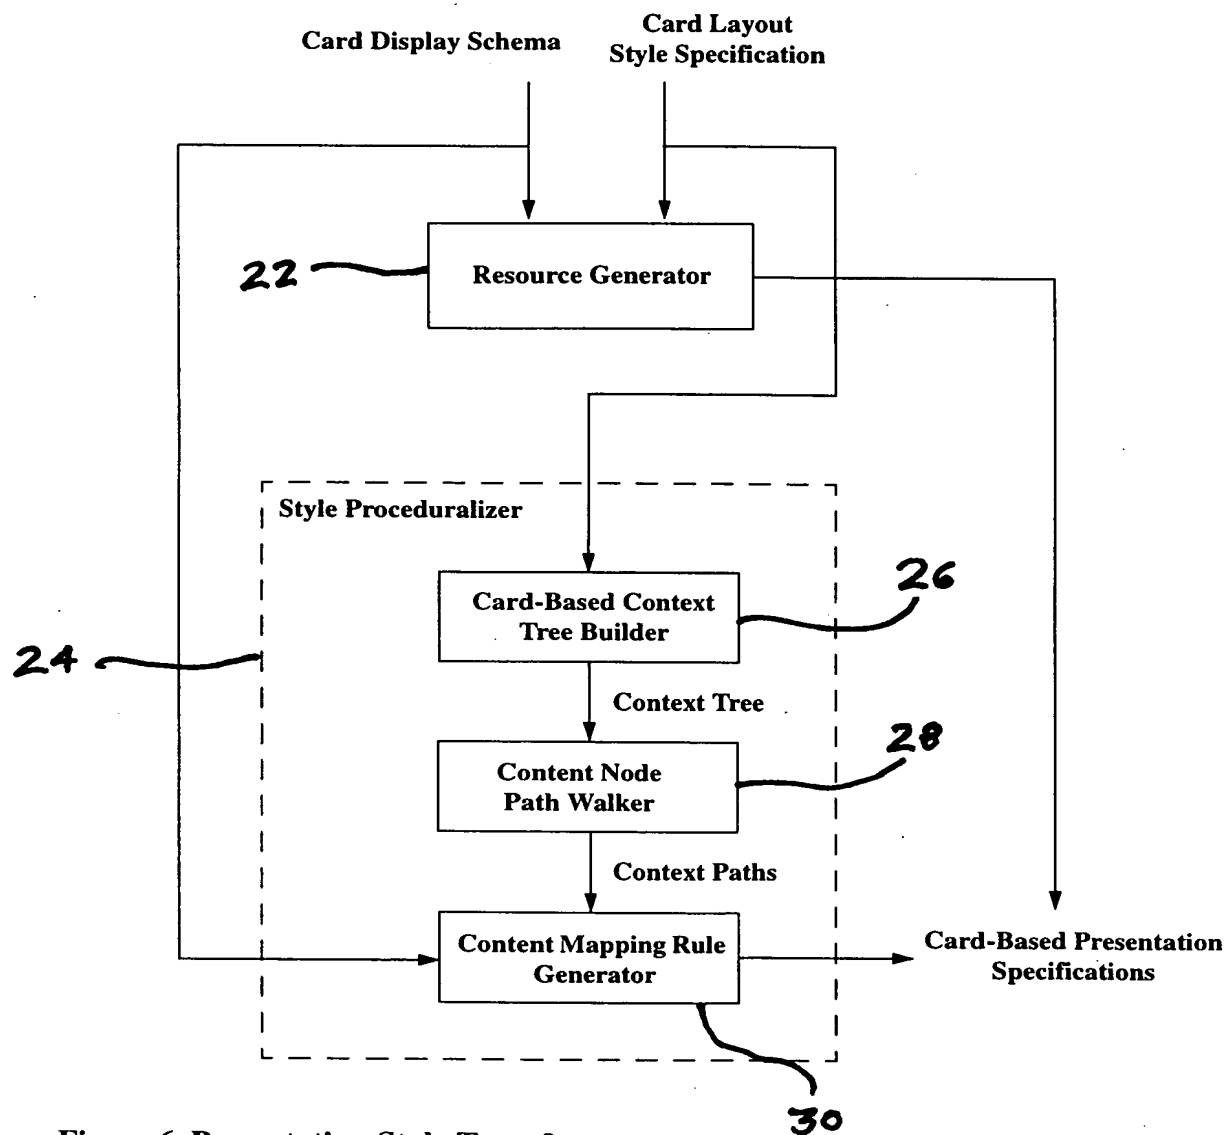 Card Display Schema
Card Layout
Style Specification
22
Resource Generator
Style Proceduralizer
Card-Based Context
Tree Builder
26
24
Context Tree
Content Node
Path Walker
28
Context Paths
Content Mapping Rule
Generator
Card-Based Presentation
Specifications
30